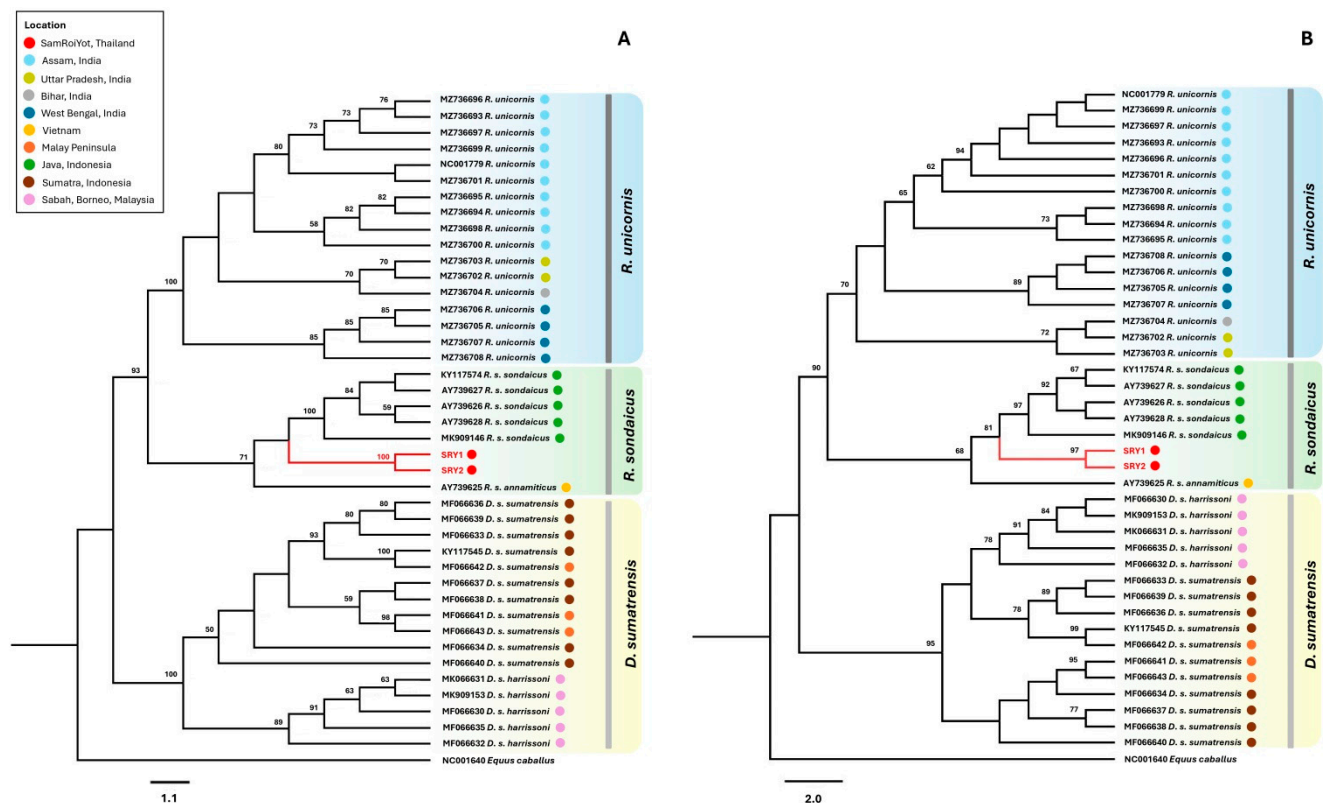 Location
SamRoiYot, Thailand
Assam, India
Uttar Pradesh, India
Bihar, India
West Bengal, India
Vietnam
Malay Peninsula
Java, Indonesia
Sumatra, Indonesia
Sabah, Borneo, Malaysia
A
MZ736696 R. unicornis
MZ736693 R. unicornis
MZ736697 R. unicornis
MZ736699 R. unicornis
NC001779 R. unicornis
MZ736701 R. unicornis
MZ736695 R. unicornis
MZ736694 R. unicornis
MZ736698 R. unicornis
MZ736700 R. unicornis
MZ736703 R. unicornis
MZ736702 R. unicornis
MZ736704 R. unicornis
MZ736706 R. unicornis
MZ736705 R. unicornis
MZ736707 R. unicornis
MZ736708 R. unicornis
KY117574 R. s. sondaicus
AY739627 R. s. sondaicus
AY739626 R. s. sondaicus
AY739628 R. s. sondaicus
MK909146 R. s. sondaicus
SRY1
SRY2
AY739625 R. s. annamiticus
MF066636 D. s. sumatrensis
MF066639 D. s. sumatrensis
MF066633 D. s. sumatrensis
KY117545 D. s. sumatrensis
MF066642 D. s. sumatrensis
MF066637 D. s. sumatrensis
MF066638 D. s. sumatrensis
MF066641 D. s. sumatrensis
MF066643 D. s. sumatrensis
MF066634 D. s. sumatrensis
MF066640 D. s. sumatrensis
MK066631 D. s. harrissoni
MK909153 D. s. harrissoni
MF066630 D. s. harrissoni
MF066635 D. s. harrissoni
MF066632 D. s. harrissoni
NC001640 Equus caballus
76
73
73
80
82
82
58
70
70
100
85
85
85
93
84
59
100
100
71
80
80
93
100
59
98
50
100
63
63
91
89
R. unicornis
R. sondaicus
D. sumatrensis
1.1
B
NC001779 R. unicornis
MZ736699 R. unicornis
MZ736697 R. unicornis
MZ736693 R. unicornis
MZ736696 R. unicornis
MZ736701 R. unicornis
MZ736700 R. unicornis
MZ736698 R. unicornis
MZ736694 R. unicornis
MZ736695 R. unicornis
MZ736708 R. unicornis
MZ736706 R. unicornis
MZ736705 R. unicornis
MZ736707 R. unicornis
MZ736704 R. unicornis
MZ736702 R. unicornis
MZ736703 R. unicornis
KY117574 R. s. sondaicus
AY739627 R. s. sondaicus
AY739626 R. s. sondaicus
AY739628 R. s. sondaicus
MK909146 R. s. sondaicus
SRY1
SRY2
AY739625 R. s. annamiticus
MF066630 D. s. harrissoni
MK909153 D. s. harrissoni
MK066631 D. s. harrissoni
MF066635 D. s. harrissoni
MF066632 D. s. harrissoni
MF066633 D. s. sumatrensis
MF066639 D. s. sumatrensis
MF066636 D. s. sumatrensis
KY117545 D. s. sumatrensis
MF066642 D. s. sumatrensis
MF066641 D. s. sumatrensis
MF066643 D. s. sumatrensis
MF066634 D. s. sumatrensis
MF066637 D. s. sumatrensis
MF066638 D. s. sumatrensis
MF066640 D. s. sumatrensis
NC001640 Equus caballus
94
62
65
73
89
70
72
90
67
92
97
81
97
68
84
91
78
89
78
99
95
95
77
R. unicornis
R. sondaicus
D. sumatrensis
2.0